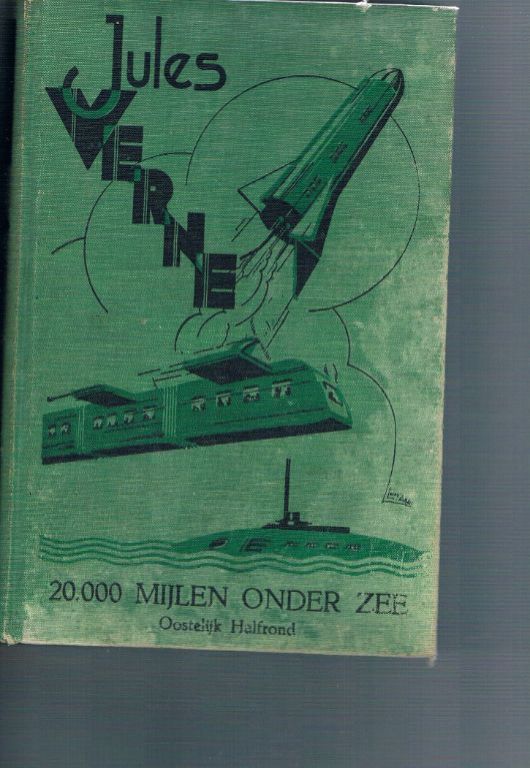 Jules
VERNE
20.000 MIJLEN ONDER ZEE
Oostelijk Halfrond